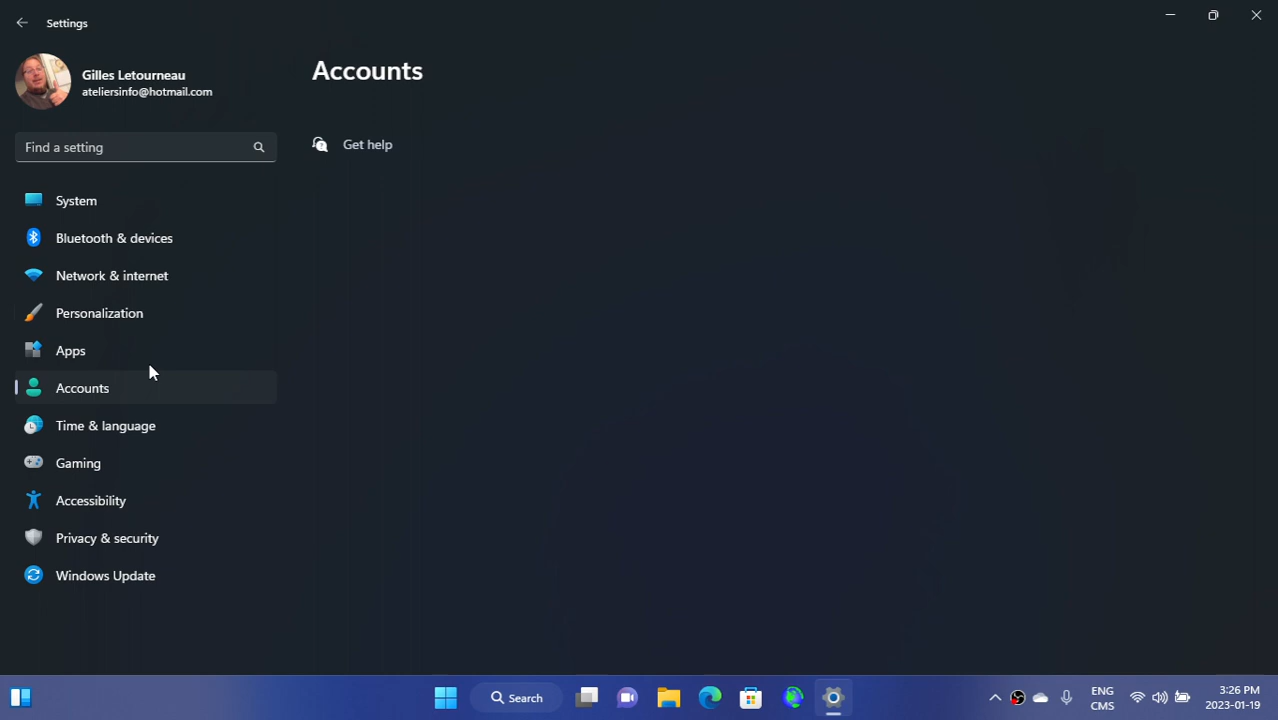 Settings
Gilles Letourneau
ateliersinfo@hotmail.com
Find a setting
System
Bluetooth & devices
Network & internet
Personalization
Apps
Accounts
Time & language
Gaming
Accessibility
Privacy & security
Windows Update
Accounts
Get help
Search
ENG
CMS
3:26 PM
2023-01-19